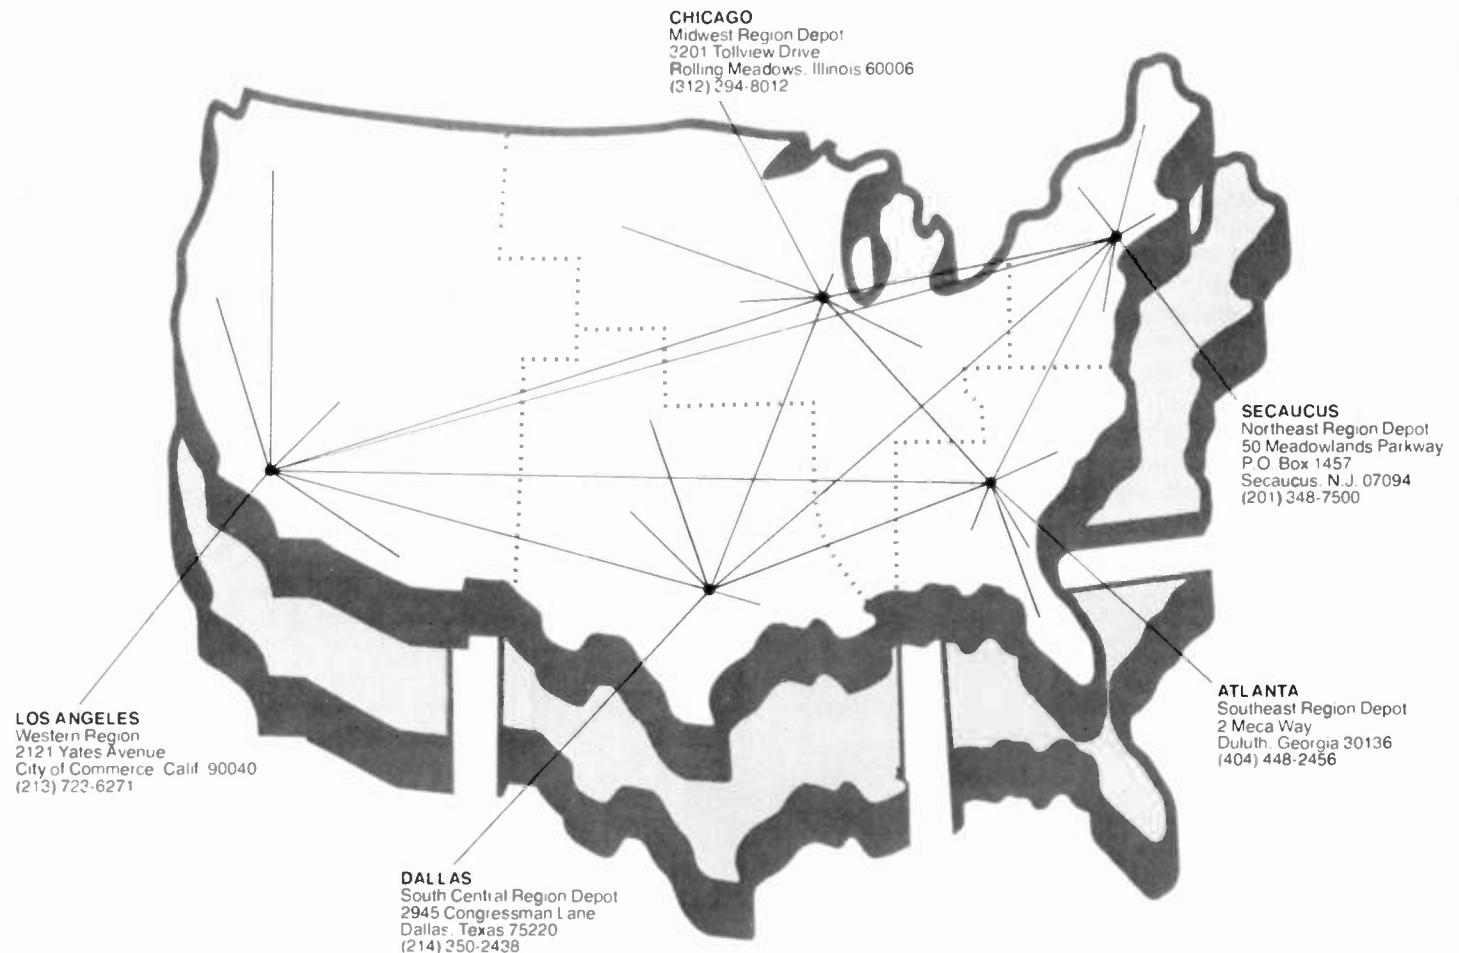 CHICAGO
Midwest Region Depot
3201 Tollview Drive
Rolling Meadows, Illinois 60006
(312) 394-8012
SECAUCUS
Northeast Region Depot
50 Meadowlands Parkway
P.O. Box 1457
Secaucus, N.J. 07094
(201) 348-7500
ATLANTA
Southeast Region Depot
2 Meca Way
Duluth, Georgia 30136
(404) 448-2456
LOS ANGELES
Western Region
2121 Yates Avenue
City of Commerce Calif 90040
(213) 723-6271
DALLAS
South Central Region Depot
2945 Congressman Lane
Dallas, Texas 75220
(214) 350-2438